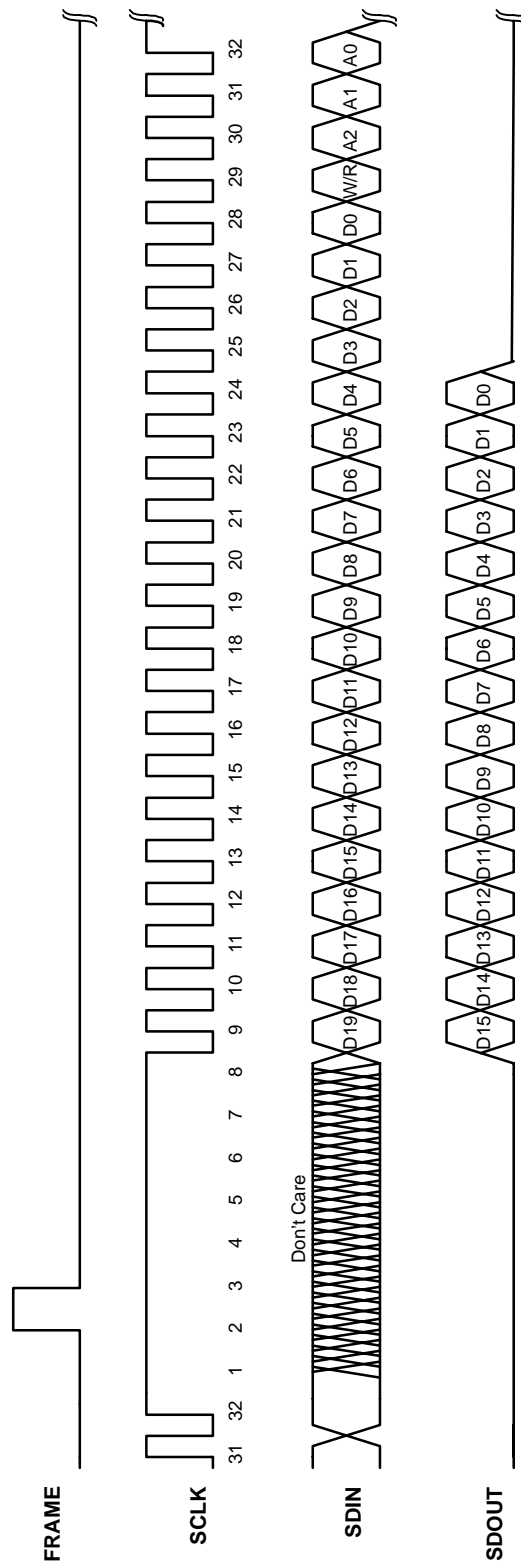 FRAME
SCLK
31 32 1 2 3 4 5 6 7 8 9 10 11 12 13 14 15 16 17 18 19 20 21 22 23 24 25 26 27 28 29 30 31 32
Don't Care
SDIN
D19 D18 D17 D16 D15 D14 D13 D12 D11 D10 D9 D8 D7 D6 D5 D4 D3 D2 D1 D0 W/R A2 A1 A0
SDOUT
D15 D14 D13 D12 D11 D10 D9 D8 D7 D6 D5 D4 D3 D2 D1 D0